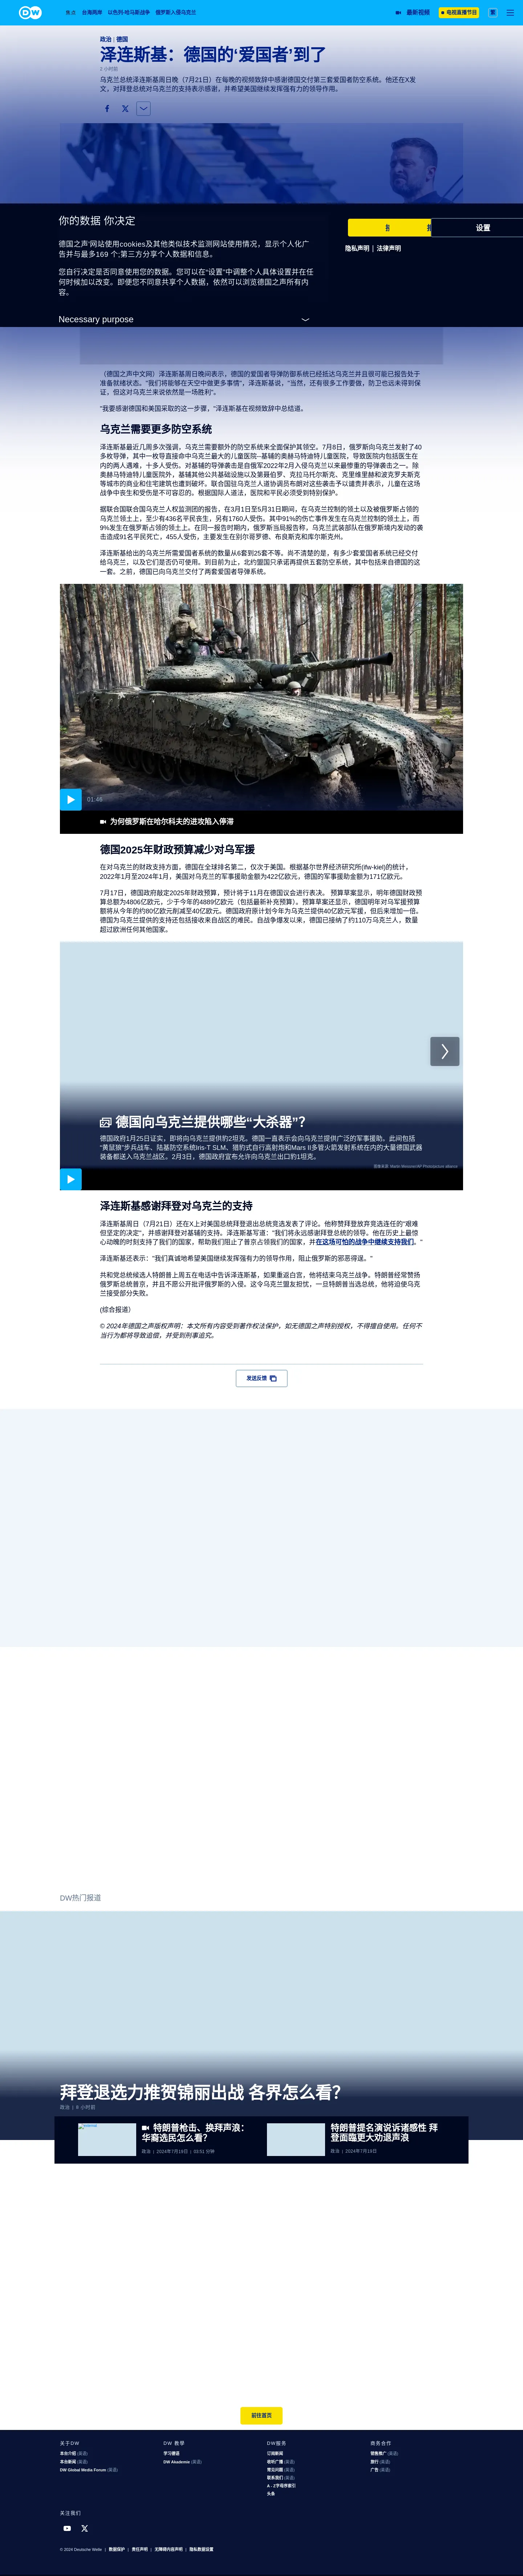 DW
焦点 台海两岸 以色列-哈马斯战争 俄罗斯入侵乌克兰
最新视频
电视直播节目
繁
政治 | 德国
泽连斯基：德国的‘爱国者’到了
2 小时前
乌克兰总统泽连斯基周日晚（7月21日）在每晚的视频致辞中感谢德国交付第三套爱国者防空系统。他还在X发
文，对拜登总统对乌克兰的支持表示感谢，并希望美国继续发挥强有力的领导作用。
你的数据 你决定
德国之声'网站使用cookies及其他类似技术监测网站使用情况，显示个人化广
告并与最多169 个;第三方分享个人数据和信息。
您自行决定是否同意使用您的数据。您可以在"设置"中调整个人具体设置并在任
何时候加以改变。即便您不同意共享个人数据，依然可以浏览德国之声所有内
容。
Necessary purpose
设置
隐私声明 | 法律声明
（德国之声中文网）泽连斯基周日晚间表示，德国的爱国者导弹防御系统已经抵达乌克兰并且很可能已报告处于
准备就绪状态。"我们将能够在天空中做更多事情"，泽连斯基说，"当然，还有很多工作要做，防卫也远未得到保
证，但这对乌克兰来说依然是一场胜利"。
"我要感谢德国和美国采取的这一步骤，"泽连斯基在视频致辞中总结道。
乌克兰需要更多防空系统
泽连斯基最近几周多次强调，乌克兰需要额外的防空系统来全面保护其领空。7月8日，俄罗斯向乌克兰发射了40
多枚导弹，其中一枚导直接命中乌克兰最大的儿童医院--基辅的奥赫马特迪特儿童医院，导致医院内包括医生在
内的两人遇难，十多人受伤。对基辅的导弹袭击是自俄军2022年2月入侵乌克兰以来最惨重的导弹袭击之一。除
奥赫马特迪特儿童医院外，基辅其他公共基础设施以及第聂伯罗、克拉马托尔斯克、克里维里赫和波克罗夫斯克
等城市的商业和住宅建筑也遭到破坏。联合国驻乌克兰人道协调员布朗对这些袭击予以谴责并表示，儿童在这场
战争中丧生和受伤是不可容忍的。根据国际人道法，医院和平民必须受到特别保护。
据联合国联合国乌克兰人权监测团的报告，在3月1日至5月31日期间，在乌克兰控制的领土以及被俄罗斯占领的
乌克兰领土上，至少有436名平民丧生，另有1760人受伤。其中91%的伤亡事件发生在乌克兰控制的领土上，而
9%发生在俄罗斯占领的领土上。在同一报告时期内，俄罗斯当局报告称，乌克兰武装部队在俄罗斯境内发动的袭
击造成91名平民死亡，455人受伤，主要发生在别尔哥罗德、布良斯克和库尔斯克州。
泽连斯基给出的乌克兰所需爱国者系统的数量从6套到25套不等。尚不清楚的是，有多少套爱国者系统已经交付
给乌克兰，以及它们是否仍可使用。到目前为止，北约盟国只承诺再提供五套防空系统，其中包括来自德国的这
一套。之前，德国已向乌克兰交付了两套爱国者导弹系统。
01:46
为何俄罗斯在哈尔科夫的进攻陷入停滞
德国2025年财政预算减少对乌军援
在对乌克兰的财政支持方面，德国在全球排名第二，仅次于美国。根据基尔世界经济研究所(ifw-kiel)的统计，
2022年1月至2024年1月，美国对乌克兰的军事援助金额为422亿欧元，德国的军事援助金额为171亿欧元。
7月17日，德国政府敲定2025年财政预算，预计将于11月在德国议会进行表决。 预算草案显示，明年德国财政预
算总额为4806亿欧元，少于今年的4889亿欧元（包括最新补充预算）。预算草案还显示，德国明年对乌军援预算
额将从今年的约80亿欧元削减至40亿欧元。德国政府原计划今年为乌克兰提供40亿欧元军援，但后来增加一倍。
德国为乌克兰提供的支持还包括接收来自战区的难民。自战争爆发以来，德国已接纳了约110万乌克兰人，数量
超过欧洲任何其他国家。
德国向乌克兰提供哪些“大杀器”？
德国政府1月25日证实，即将向乌克兰提供豹2坦克。德国一直表示会向乌克兰提供广泛的军事援助。此间包括
“黄鼠狼”步兵战车、陆基防空系统Iris-T SLM、猎豹式自行高射炮和Mars II多管火箭发射系统在内的大量德国武器
装备都送入乌克兰战区。2月3日，德国政府宣布允许向乌克兰出口豹1坦克。
图像来源: Martin Meissner/AP Photo/picture alliance
泽连斯基感谢拜登对乌克兰的支持
泽连斯基周日（7月21日）还在X上对美国总统拜登退出总统竞选发表了评论。他称赞拜登放弃竞选连任的"艰难
但坚定的决定"，并感谢拜登对基辅的支持。泽连斯基写道："我们将永远感谢拜登总统的领导。他在历史上最惊
心动魄的时刻支持了我们的国家，帮助我们阻止了普京占领我们的国家，并在这场可怕的战争中继续支持我们。"
泽连斯基还表示："我们真诚地希望美国继续发挥强有力的领导作用，阻止俄罗斯的邪恶得逞。"
共和党总统候选人特朗普上周五在电话中告诉泽连斯基，如果重返白宫，他将结束乌克兰战争。特朗普经常赞扬
俄罗斯总统普京，并且不愿公开批评俄罗斯的入侵。这令乌克兰盟友担忧，一旦特朗普当选总统，他将迫使乌克
兰接受部分失败。
(综合报道）
© 2024年德国之声版权声明：本文所有内容受到著作权法保护，如无德国之声特别授权，不得擅自使用。任何不
当行为都将导致追偿，并受到刑事追究。
发送反馈
DW热门报道
拜登退选力推贺锦丽出战 各界怎么看？
政治 | 9 小时前
特朗普枪击、换拜声浪：
华裔选民怎么看？
政治 | 2024年7月19日 | 03:51 分钟
特朗普提名演说诉诸感性 拜
登面临更大劝退声浪
政治 | 2024年7月19日
前往首页
关于DW
本台介绍 (英语)
本台新闻 (英语)
DW Global Media Forum (英语)
DW 教学
学习德语
DW Akademie (英语)
DW服务
订阅新闻
收听广播 (英语)
常见问题 (英语)
联系我们 (英语)
A - Z字母序索引
头条
商务合作
销售推广 (英语)
旅行 (英语)
广告 (英语)
关注我们
© 2024 Deutsche Welle | 数据保护 | 责任声明 | 无障碍内容声明 | 隐私数据设置